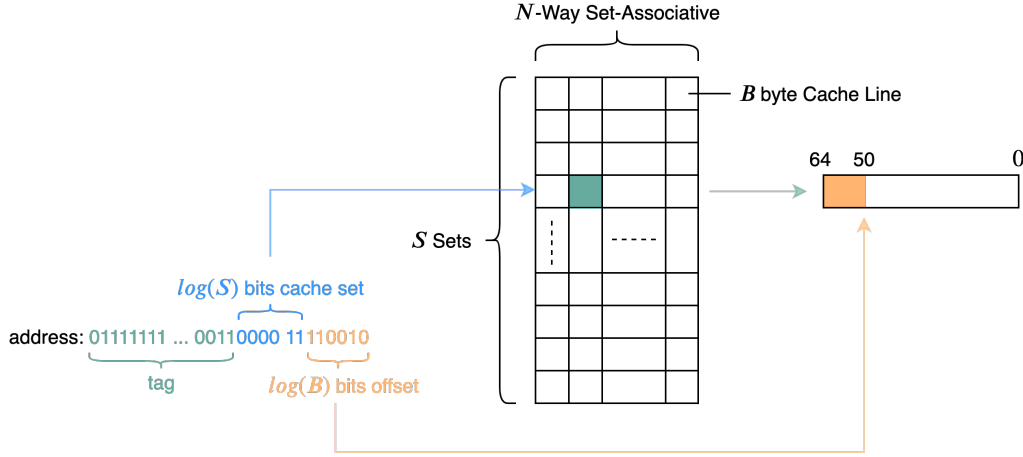 N-Way Set-Associative
B byte Cache Line
64 50 0
S Sets
log(S) bits cache set
address: 01111111 ... 00110000 11110010
tag
log(B) bits offset